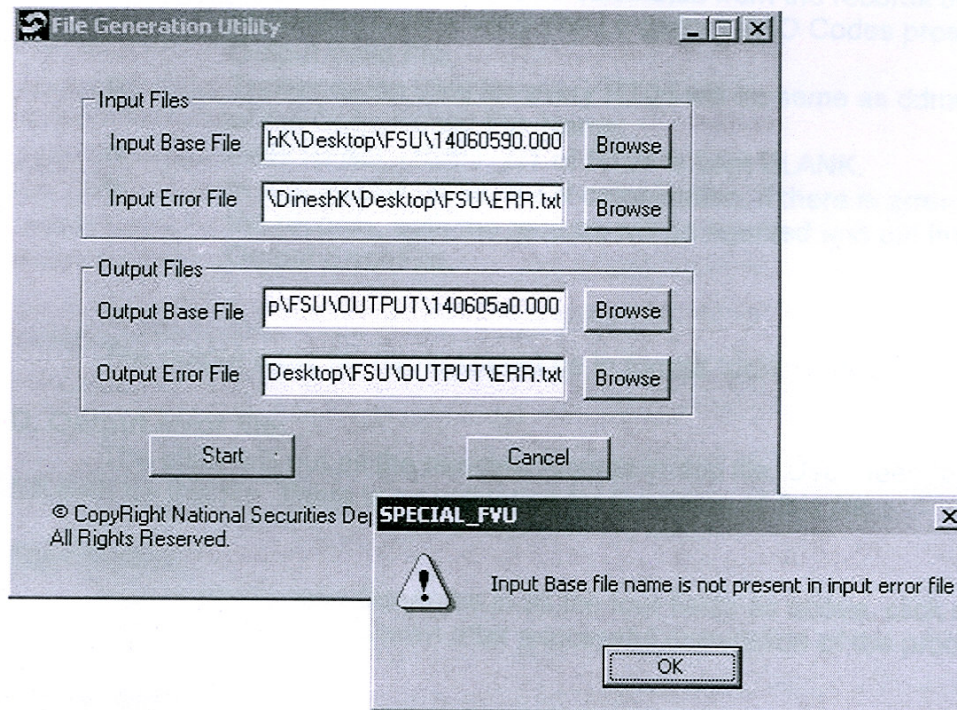 File Generation Utility
Input Files
Input Base File hK\Desktop\FSU\14060590.000 Browse
Input Error File \DineshK\Desktop\FSU\ERR.txt Browse
Output Files
Output Base File p\FSU\OUTPUT\140605a0.000 Browse
Output Error File Desktop\FSU\OUTPUT\ERR.txt Browse
Start Cancel
© CopyRight National Securities De
All Rights Reserved.
SPECIAL_FVU
Input Base file name is not present in input error file
OK